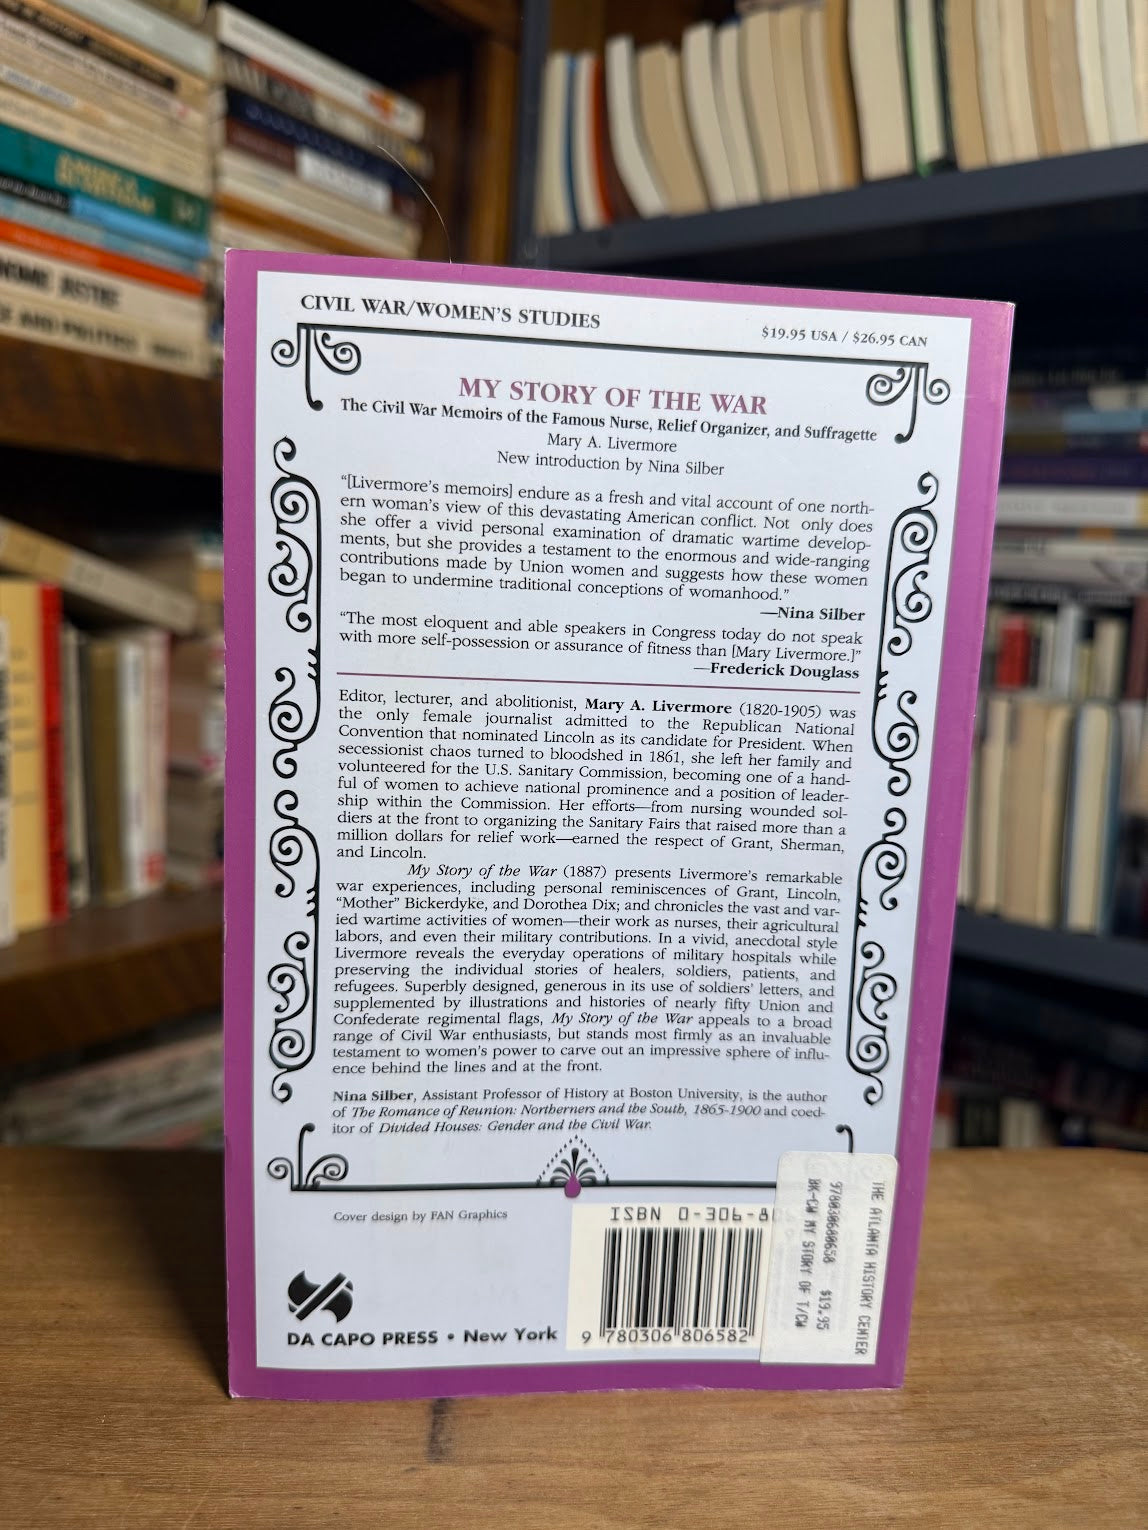 CIVIL WAR/WOMEN'S STUDIES
$19.95 USA / $26.95 CAN
MY STORY OF THE WAR
The Civil War Memoirs of the Famous Nurse, Relief Organizer, and Suffragette
Mary A. Livermore
New introduction by Nina Silber
“[Livermore's memoirs] endure as a fresh and vital account of one north-
ern woman's view of this devastating American conflict. Not only does
she offer a vivid personal examination of dramatic wartime develop-
ments, but she provides a testament to the enormous and wide-ranging
contributions made by Union women and suggests how these women
began to undermine traditional conceptions of womanhood.”
—Nina Silber
“The most eloquent and able speakers in Congress today do not speak
with more self-possession or assurance of fitness than [Mary Livermore.]”
—Frederick Douglass
Editor, lecturer, and abolitionist, Mary A. Livermore (1820-1905) was
the only female journalist admitted to the Republican National
Convention that nominated Lincoln as its candidate for President. When
secessionist chaos turned to bloodshed in 1861, she left her family and
volunteered for the U.S. Sanitary Commission, becoming one of a hand-
ful of women to achieve national prominence and a position of leader-
ship within the Commission. Her efforts—from nursing wounded sol-
diers at the front to organizing the Sanitary Fairs that raised more than a
million dollars for relief work—earned the respect of Grant, Sherman,
and Lincoln.
My Story of the War (1887) presents Livermore's remarkable
war experiences, including personal reminiscences of Grant, Lincoln,
“Mother” Bickerdyke, and Dorothea Dix; and chronicles the vast and var-
ied wartime activities of women—their work as nurses, their agricultural
labors, and even their military contributions. In a vivid, anecdotal style
Livermore reveals the everyday operations of military hospitals while
preserving the individual stories of healers, soldiers, patients, and
refugees. Superbly designed, generous in its use of soldiers' letters, and
supplemented by illustrations and histories of nearly fifty Union and
Confederate regimental flags, My Story of the War appeals to a broad
range of Civil War enthusiasts, but stands most firmly as an invaluable
testament to women's power to carve out an impressive sphere of influ-
ence behind the lines and at the front.
Nina Silber, Assistant Professor of History at Boston University, is the author
of The Romance of Reunion: Northerners and the South, 1865-1900 and coed-
itor of Divided Houses: Gender and the Civil War.
Cover design by FAN Graphics
ISBN 0-306-80
9 780306 806582
DA CAPO PRESS • New York
THE ATLANTA HISTORY CENTER
9780306800650 $19.95
BK-CW MY STORY OF T/CW